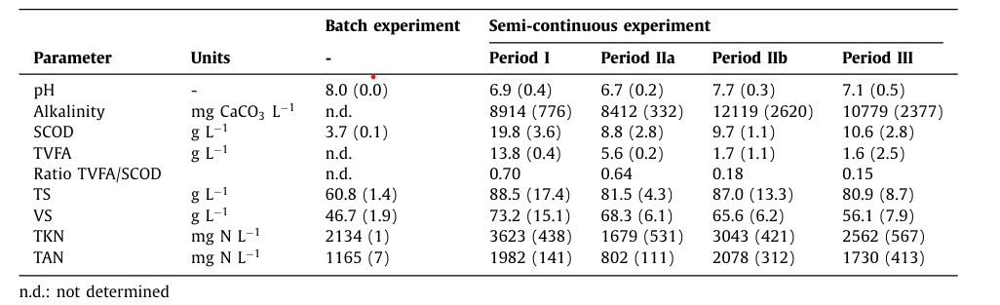 Batch experiment Semi-continuous experiment
Parameter Units - Period I Period IIa Period IIb Period III
pH - 8.0 (0.0) 6.9 (0.4) 6.7 (0.2) 7.7 (0.3) 7.1 (0.5)
Alkalinity mg CaCO₃ L⁻¹ n.d. 8914 (776) 8412 (332) 12119 (2620) 10779 (2377)
SCOD g L⁻¹ 3.7 (0.1) 19.8 (3.6) 8.8 (2.8) 9.7 (1.1) 10.6 (2.8)
TVFA g L⁻¹ n.d. 13.8 (0.4) 5.6 (0.2) 1.7 (1.1) 1.6 (2.5)
Ratio TVFA/SCOD n.d. 0.70 0.64 0.18 0.15
TS g L⁻¹ 60.8 (1.4) 88.5 (17.4) 81.5 (4.3) 87.0 (13.3) 80.9 (8.7)
VS g L⁻¹ 46.7 (1.9) 73.2 (15.1) 68.3 (6.1) 65.6 (6.2) 56.1 (7.9)
TKN mg N L⁻¹ 2134 (1) 3623 (438) 1679 (531) 3043 (421) 2562 (567)
TAN mg N L⁻¹ 1165 (7) 1982 (141) 802 (111) 2078 (312) 1730 (413)
n.d.: not determined